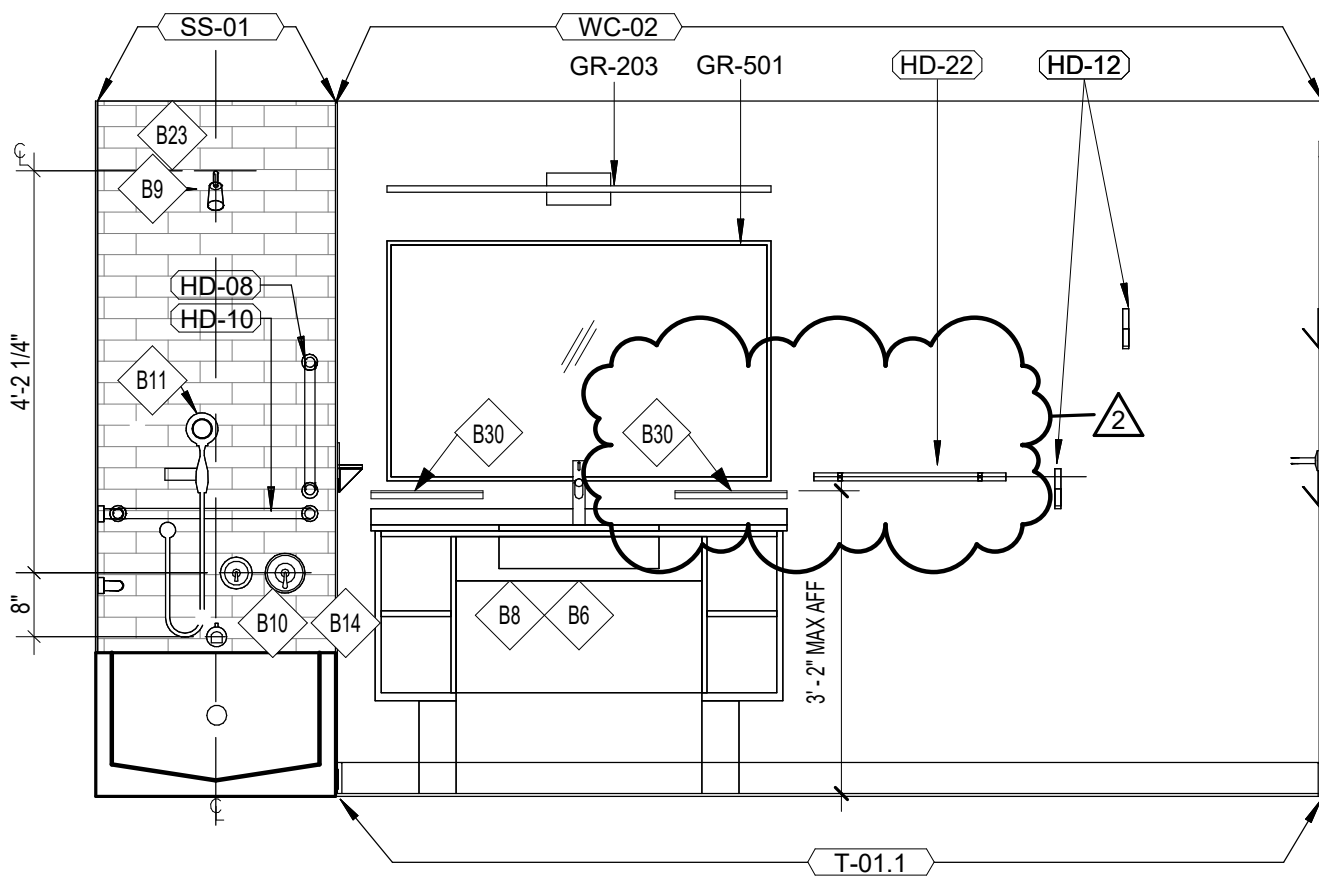 SS-01
WC-02
GR-203
GR-501
HD-22
HD-12
B23
℄
B9
HD-08
HD-10
4'-2 1/4"
B11
2
B30
B30
8"
B10
B14
B8
B6
3' - 2" MAX AFF
℄
T-01.1